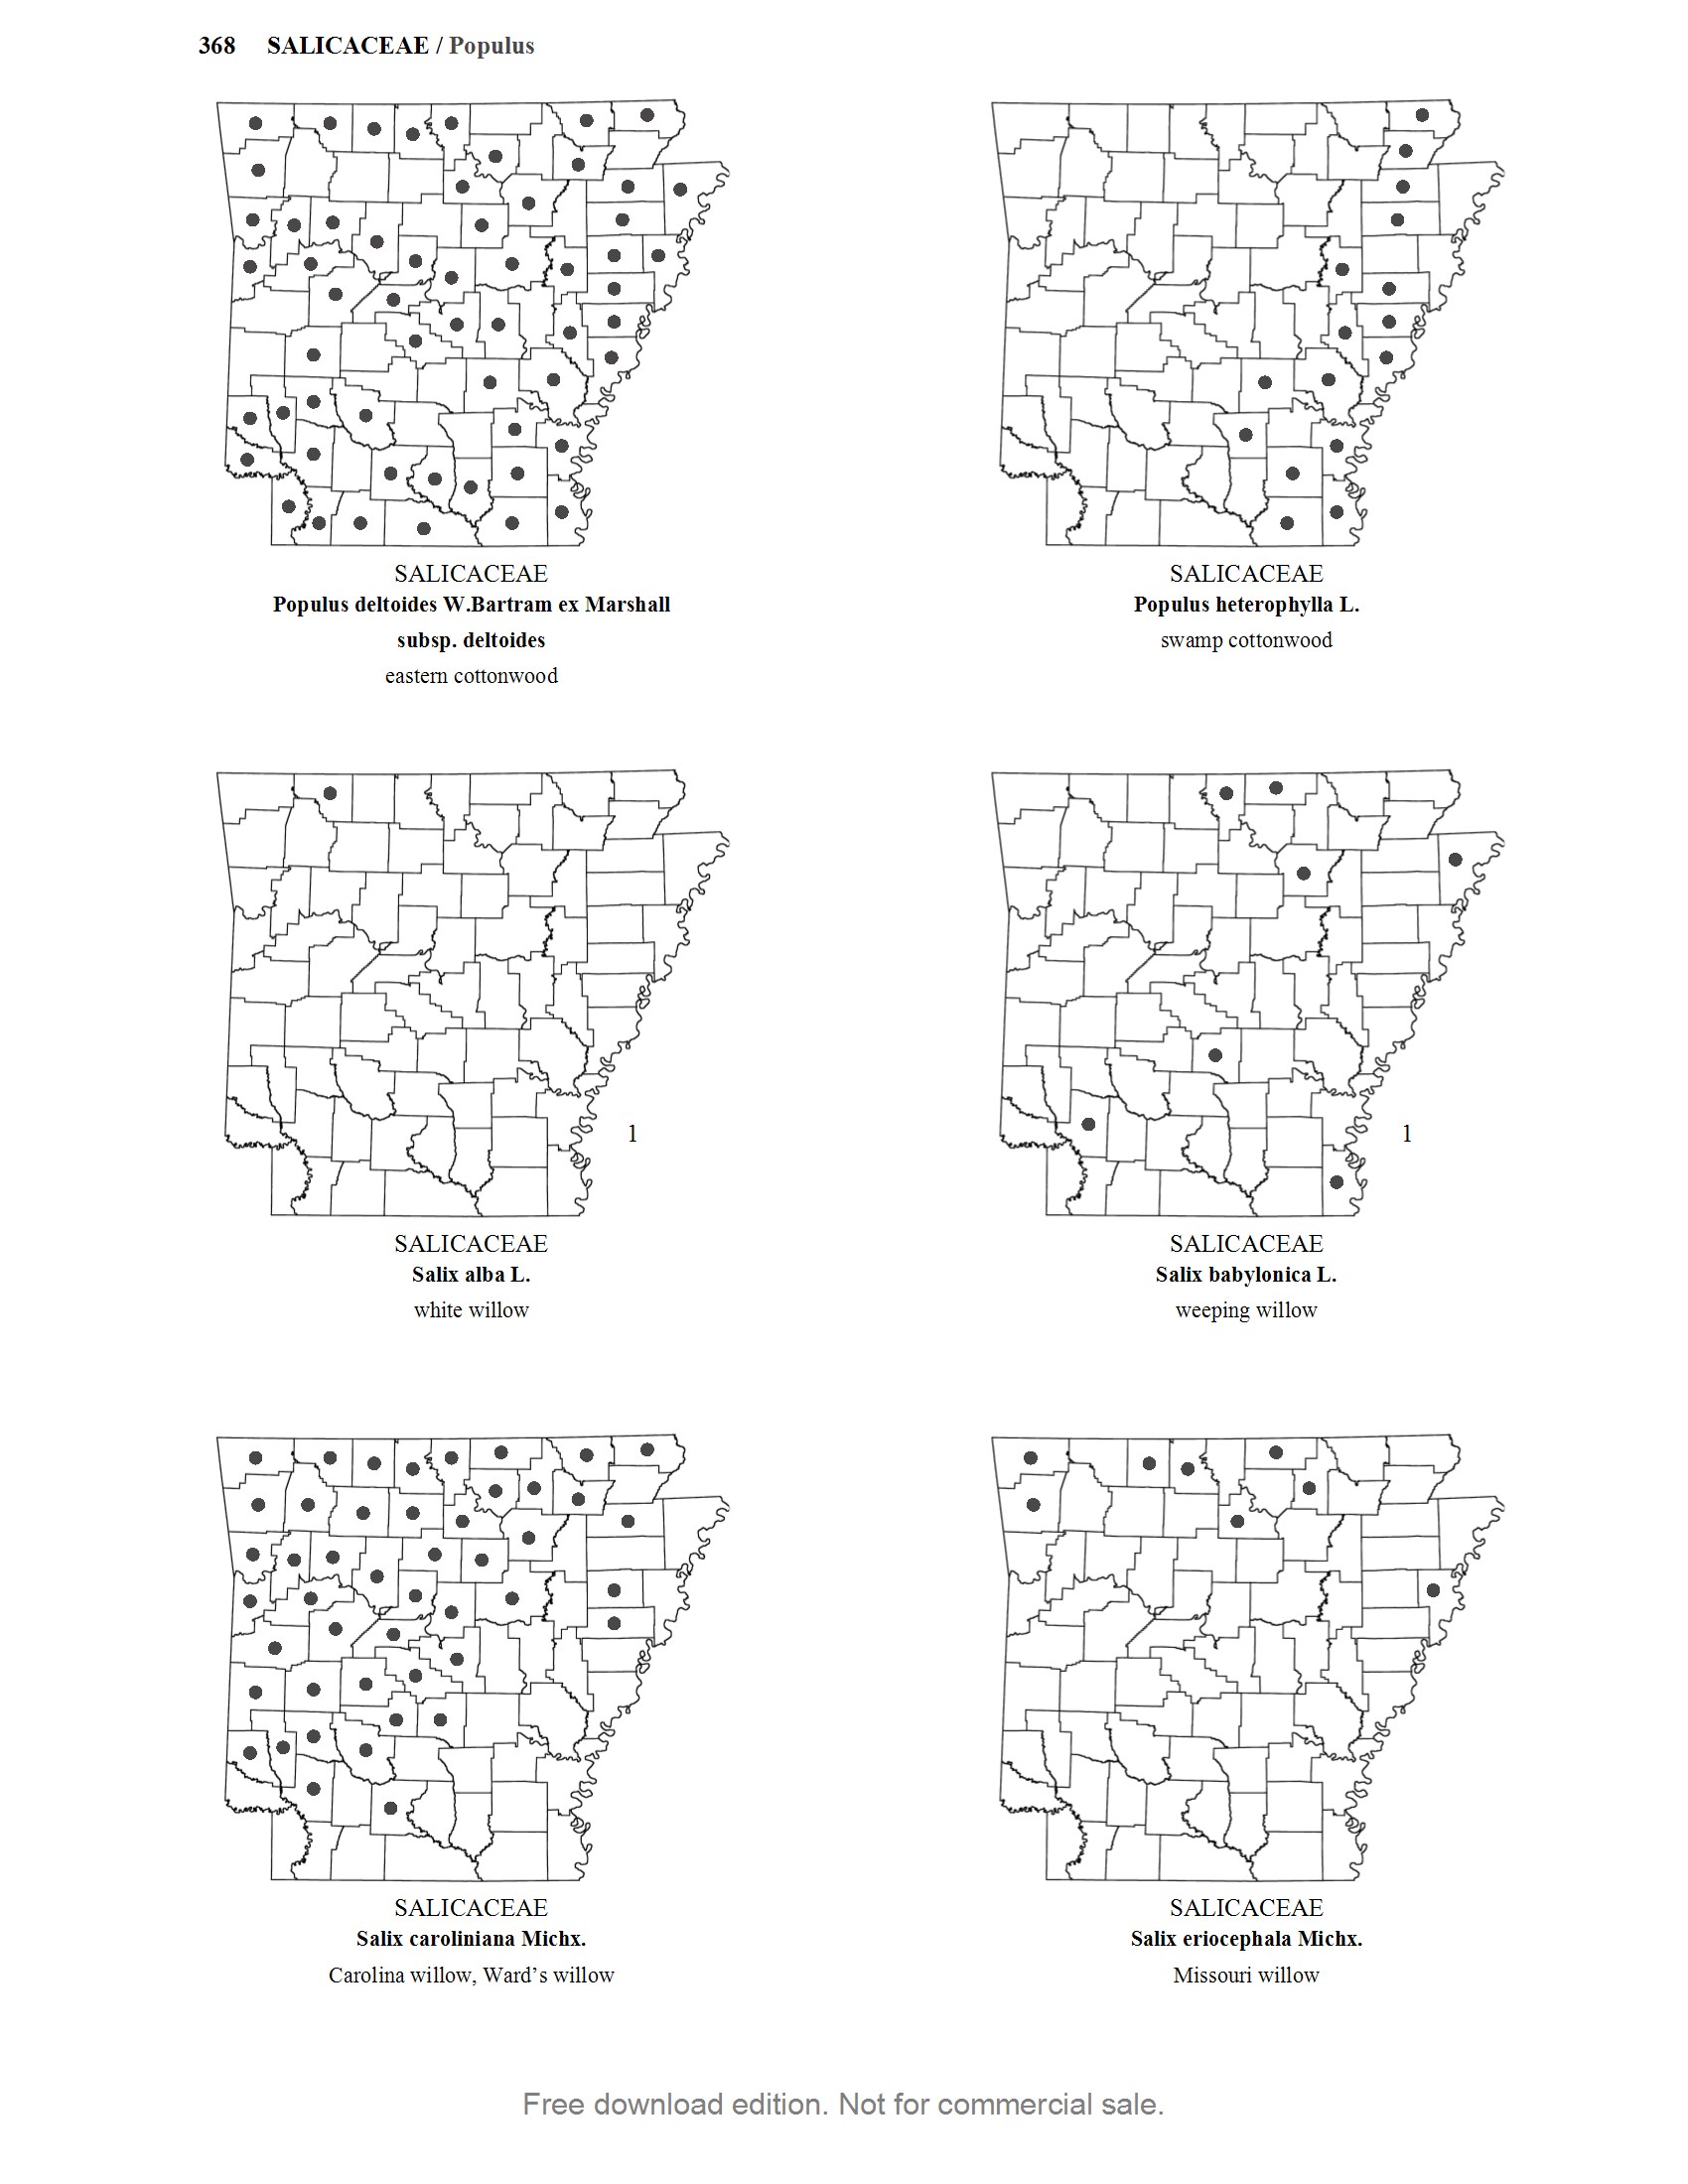 368 SALICACEAE / Populus
SALICACEAE
Populus deltoides W.Bartram ex Marshall
subsp. deltoides
eastern cottonwood
SALICACEAE
Populus heterophylla L.
swamp cottonwood
1
SALICACEAE
Salix alba L.
white willow
1
SALICACEAE
Salix babylonica L.
weeping willow
SALICACEAE
Salix caroliniana Michx.
Carolina willow, Ward’s willow
SALICACEAE
Salix eriocephala Michx.
Missouri willow
Free download edition. Not for commercial sale.